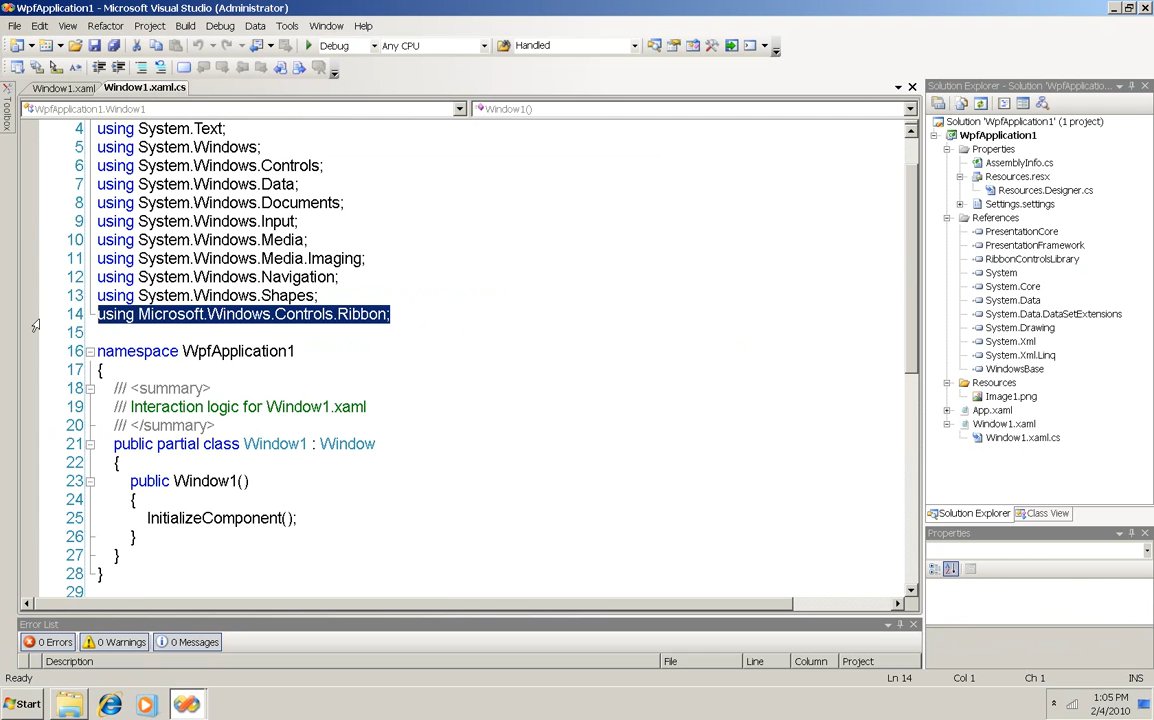 WpfApplication1 - Microsoft Visual Studio (Administrator)
File Edit View Refactor Project Build Debug Data Tools Window Help
Debug Any CPU Handled
Window1.xaml Window1.xaml.cs
WpfApplication1.Window1 Window1()
4 using System.Text;
5 using System.Windows;
6 using System.Windows.Controls;
7 using System.Windows.Data;
8 using System.Windows.Documents;
9 using System.Windows.Input;
10 using System.Windows.Media;
11 using System.Windows.Media.Imaging;
12 using System.Windows.Navigation;
13 using System.Windows.Shapes;
14 using Microsoft.Windows.Controls.Ribbon;
15
16 namespace WpfApplication1
17 {
18 /// <summary>
19 /// Interaction logic for Window1.xaml
20 /// </summary>
21 public partial class Window1 : Window
22 {
23 public Window1()
24 {
25 InitializeComponent();
26 }
27 }
28 }
29
Toolbox
Solution Explorer - Solution 'WpfApplicatio...
Solution 'WpfApplication1' (1 project)
WpfApplication1
Properties
AssemblyInfo.cs
Resources.resx
Resources.Designer.cs
Settings.settings
References
PresentationCore
PresentationFramework
RibbonControlsLibrary
System
System.Core
System.Data
System.Data.DataSetExtensions
System.Drawing
System.Xml
System.Xml.Linq
WindowsBase
Resources
Image1.png
App.xaml
Window1.xaml
Window1.xaml.cs
Solution Explorer Class View
Properties
Error List
0 Errors 0 Warnings 0 Messages
Description File Line Column Project
Ready Ln 14 Col 1 Ch 1 INS
Start 1:05 PM
2/4/2010